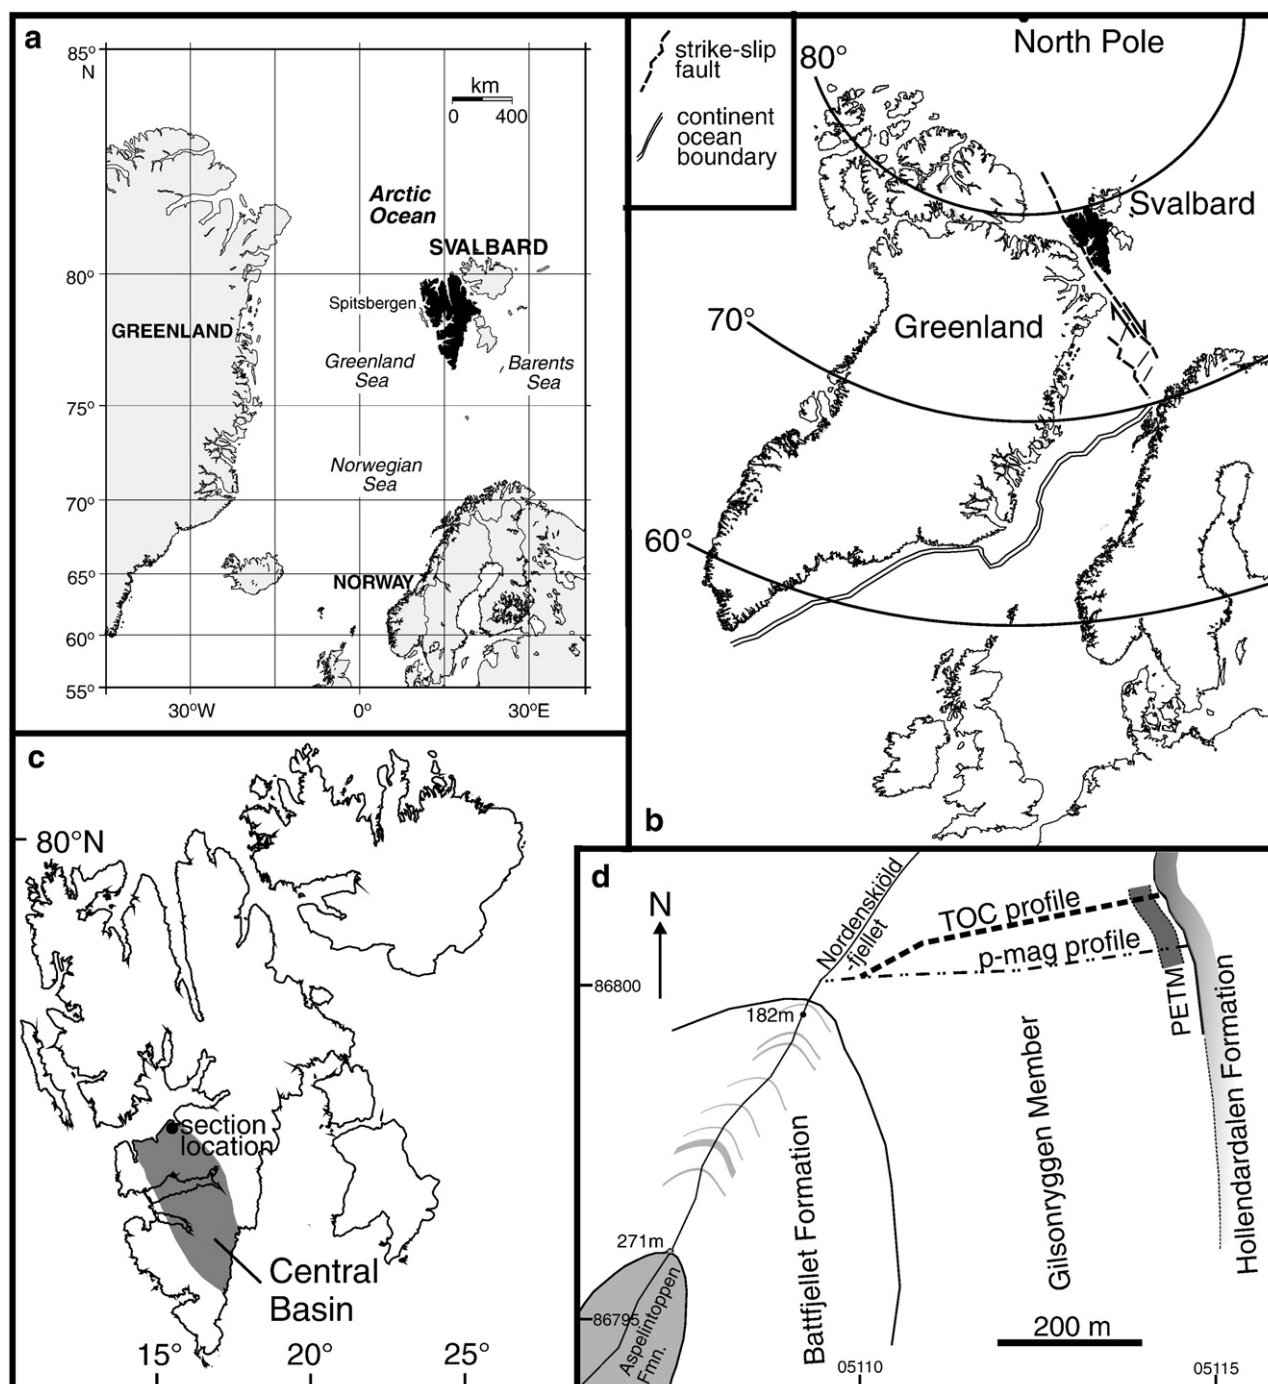 a
85°
N
km
0 400
Arctic
Ocean
SVALBARD
80°
Spitsbergen
GREENLAND
Greenland
Sea
Barents
Sea
75°
Norwegian
Sea
70°
65°
NORWAY
60°
55°
30°W
0°
30°E
strike-slip
fault
continent
ocean
boundary
North Pole
80°
Svalbard
70°
Greenland
60°
b
c
80°N
section
location
Central
Basin
15°
20°
25°
d
N
Nordenskiöld
-fjellet
TOC profile
p-mag profile
86800
182m
PETM
Hollendardalen Formation
Gilsonryggen Member
Battfjellet Formation
271m
86795
Aspelintoppen
Fmn.
200 m
05110
05115